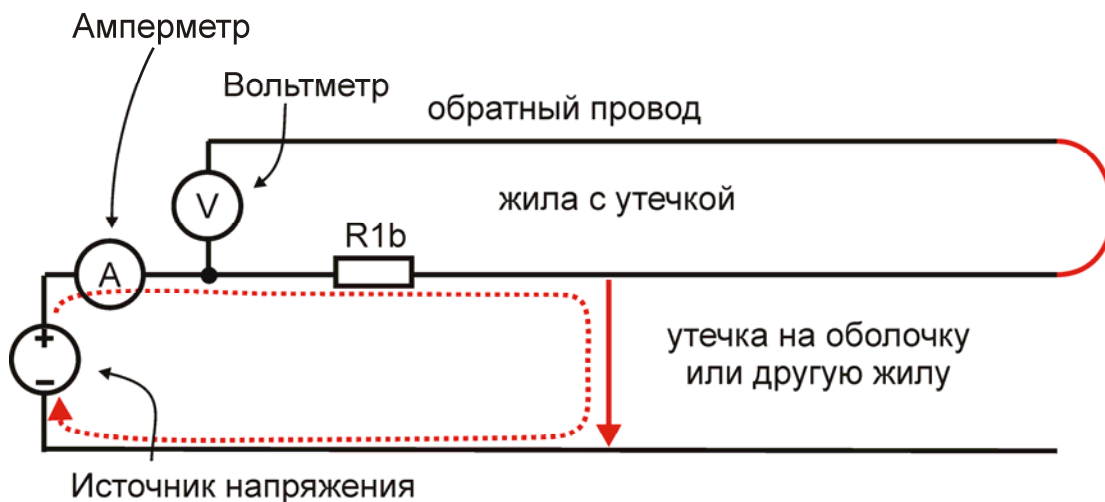 Амперметр
Вольтметр
обратный провод
V
жила с утечкой
R1b
A
+
−
утечка на оболочку
или другую жилу
Источник напряжения